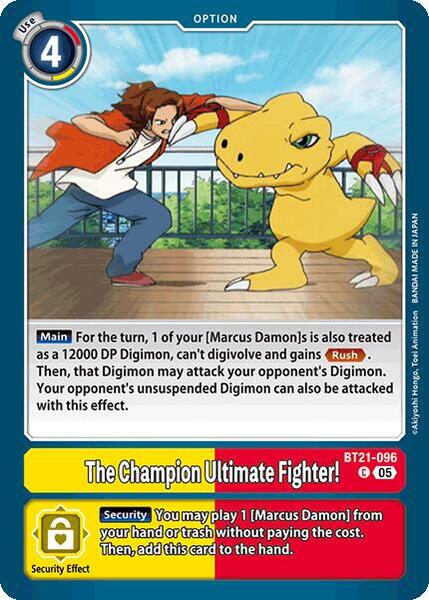 OPTION
Use
4
Main For the turn, 1 of your [Marcus Damon]s is also treated
as a 12000 DP Digimon, can't digivolve and gains Rush.
Then, that Digimon may attack your opponent's Digimon.
Your opponent's unsuspended Digimon can also be attacked
with this effect.
©Akiyoshi Hongo, Toei Animation BANDAI MADE IN JAPAN
BT21-096
The Champion Ultimate Fighter!
C 05
Security You may play 1 [Marcus Damon] from
your hand or trash without paying the cost.
Then, add this card to the hand.
Security Effect